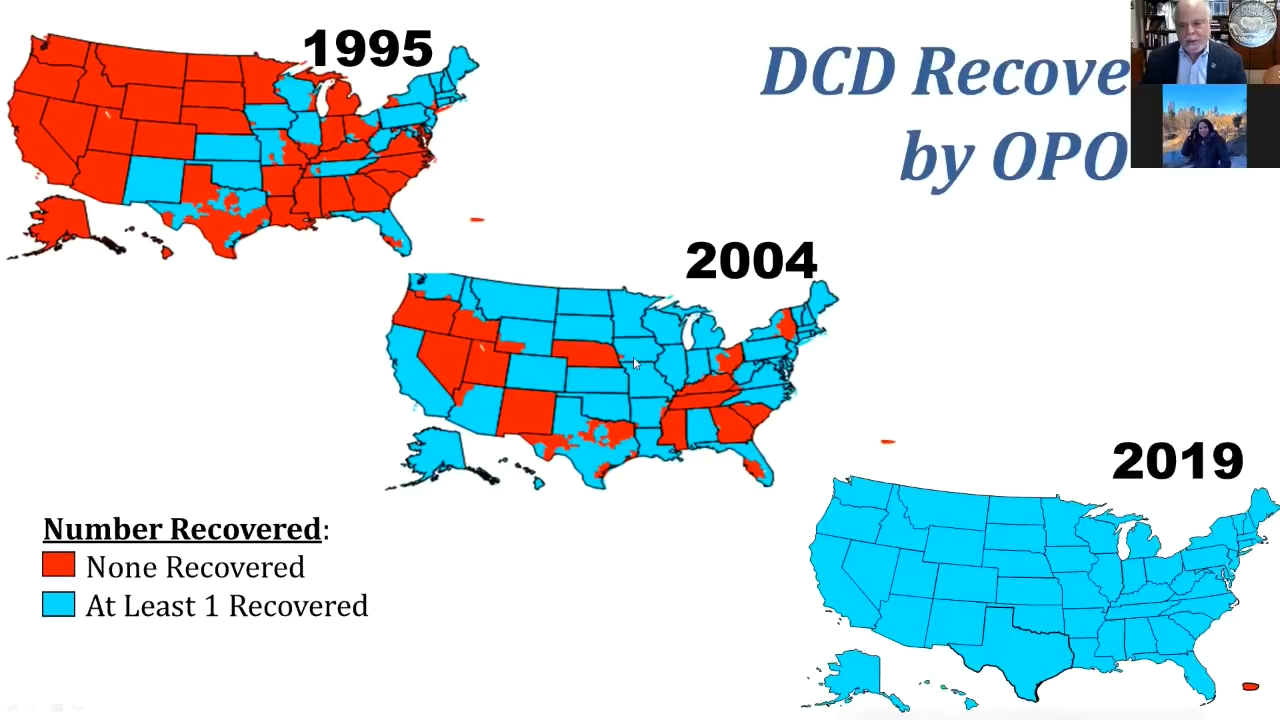 1995
DCD Recove
by OPO
2004
2019
Number Recovered:
None Recovered
At Least 1 Recovered